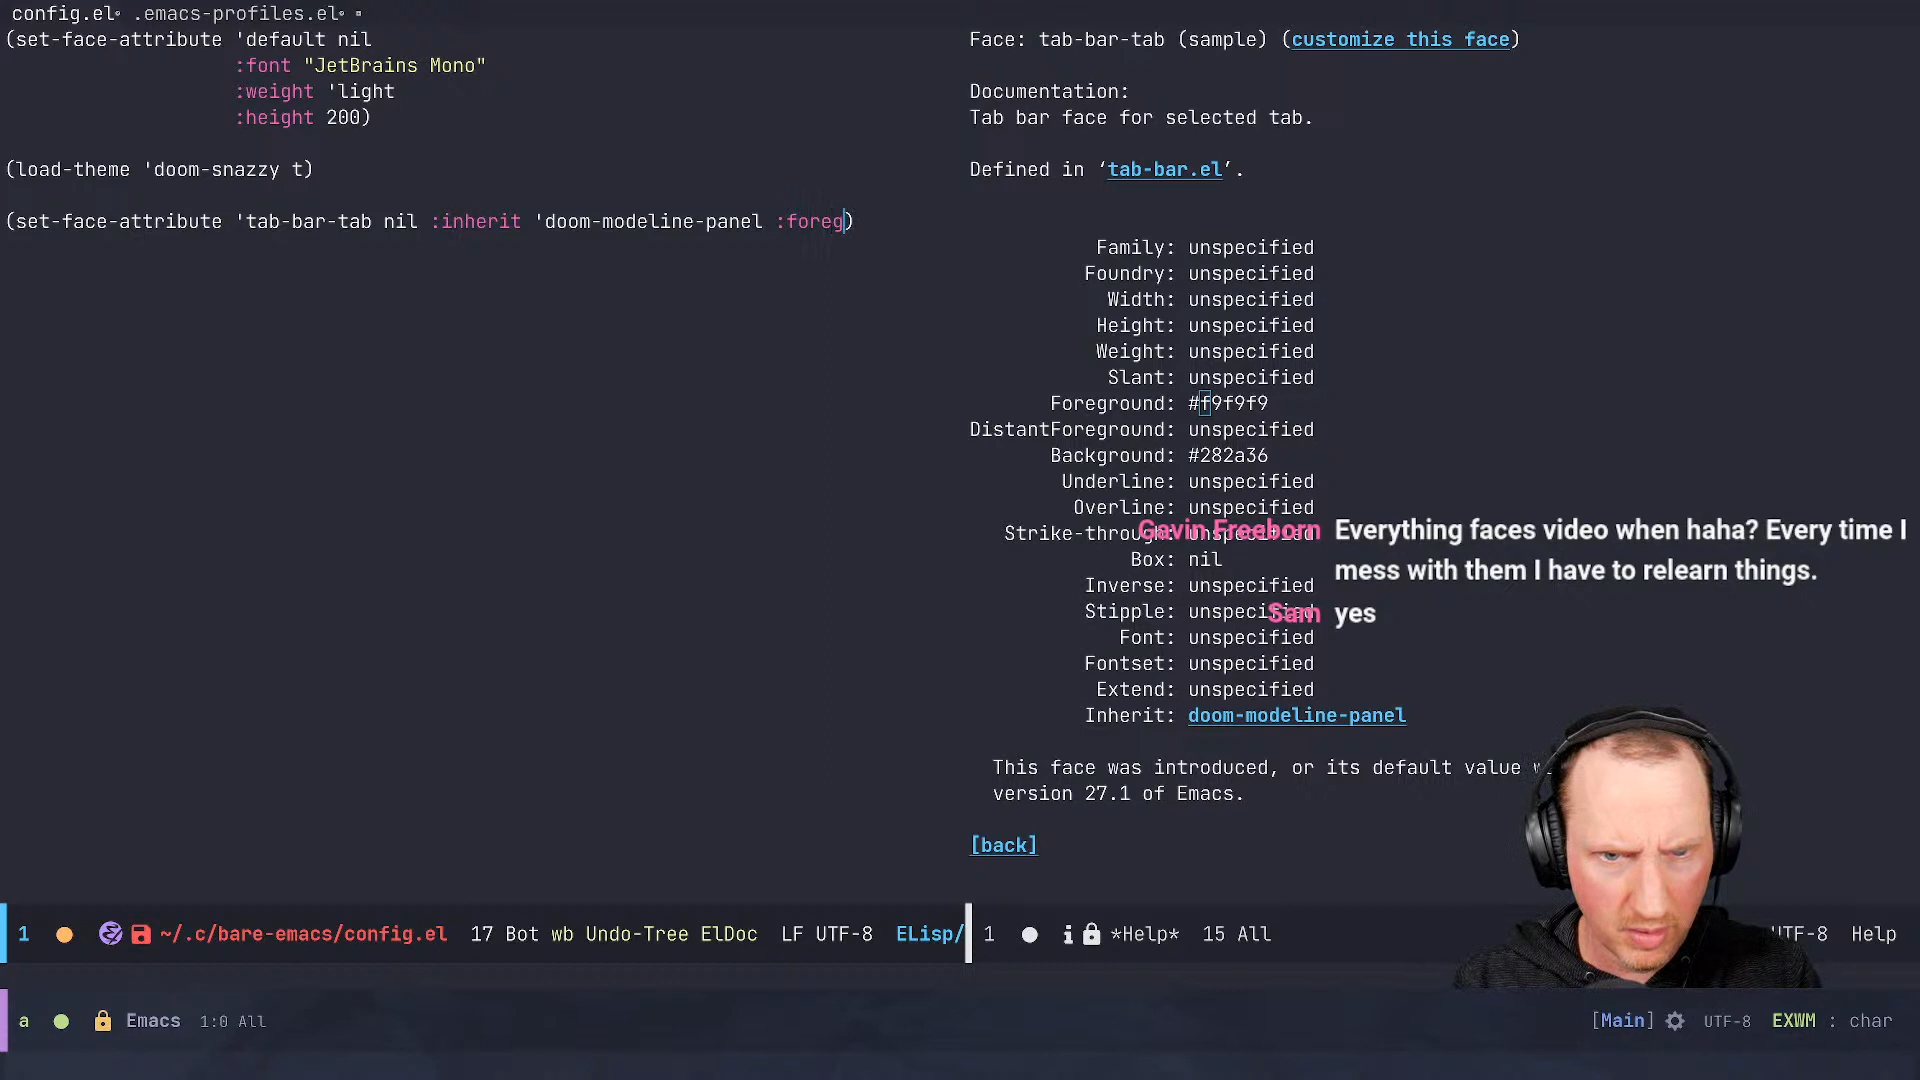 config.el .emacs-profiles.el
(set-face-attribute 'default nil
:font "JetBrains Mono"
:weight 'light
:height 200)
(load-theme 'doom-snazzy t)
(set-face-attribute 'tab-bar-tab nil :inherit 'doom-modeline-panel :foreg)
Face: tab-bar-tab (sample) (customize this face)
Documentation:
Tab bar face for selected tab.
Defined in ‘tab-bar.el’.
Family: unspecified
Foundry: unspecified
Width: unspecified
Height: unspecified
Weight: unspecified
Slant: unspecified
Foreground: #f9f9f9
DistantForeground: unspecified
Background: #282a36
Underline: unspecified
Overline: unspecified
Strike-through: unspecified
Box: nil
Inverse: unspecified
Stipple: unspecified
Font: unspecified
Fontset: unspecified
Extend: unspecified
Inherit: doom-modeline-panel
This face was introduced, or its default value
version 27.1 of Emacs.
[back]
Gavin Freeborn Everything faces video when haha? Every time I
mess with them I have to relearn things.
Sam yes
1 ~/.c/bare-emacs/config.el 17 Bot wb Undo-Tree ElDoc LF UTF-8 ELisp/
1 *Help* 15 All UTF-8 Help
a Emacs 1:0 All [Main] UTF-8 EXWM : char